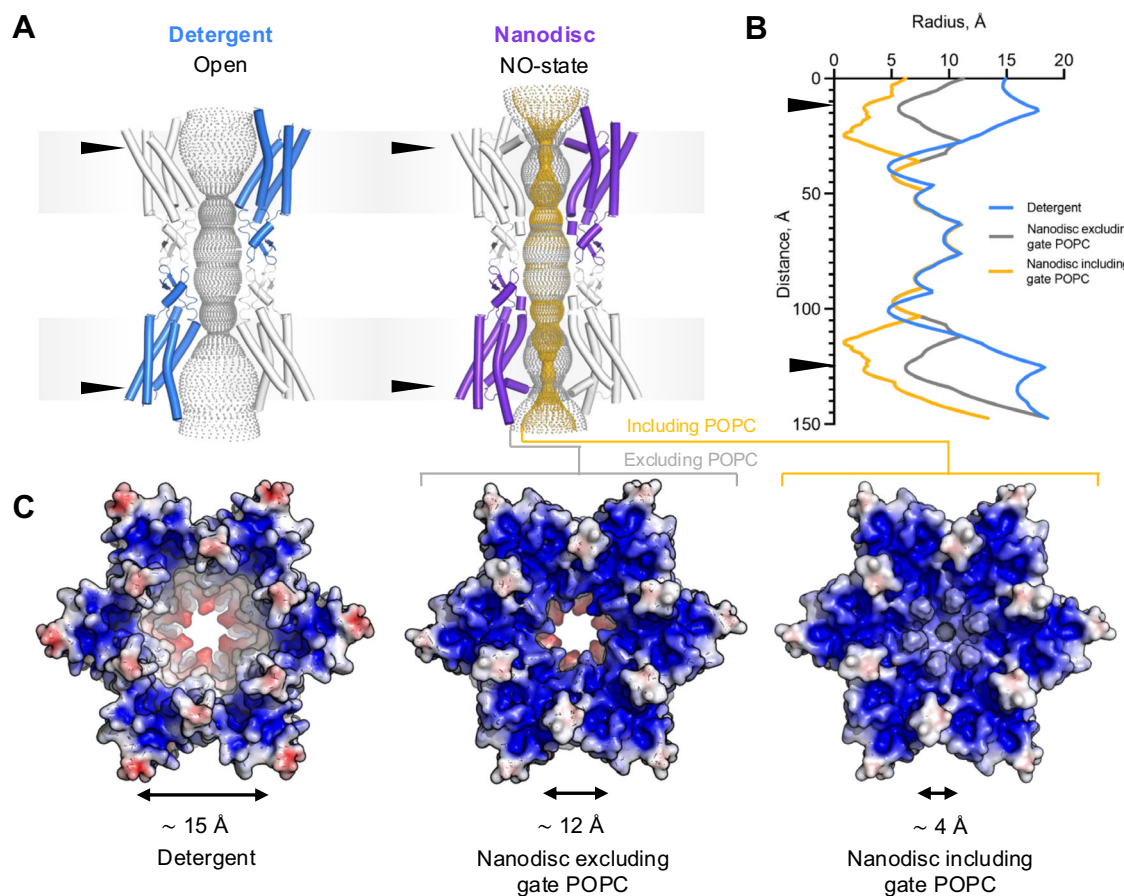 A
Detergent
Open
Nanodisc
NO-state
B
Radius, Å
0 5 10 15 20
0
50
100
150
Distance, Å
Detergent
Nanodisc excludin
gate POPC
Nanodisc including
gate POPC
Including POPC
Excluding POPC
C
~ 15 Å
Detergent
~ 12 Å
Nanodisc excluding
gate POPC
~ 4 Å
Nanodisc including
gate POPC